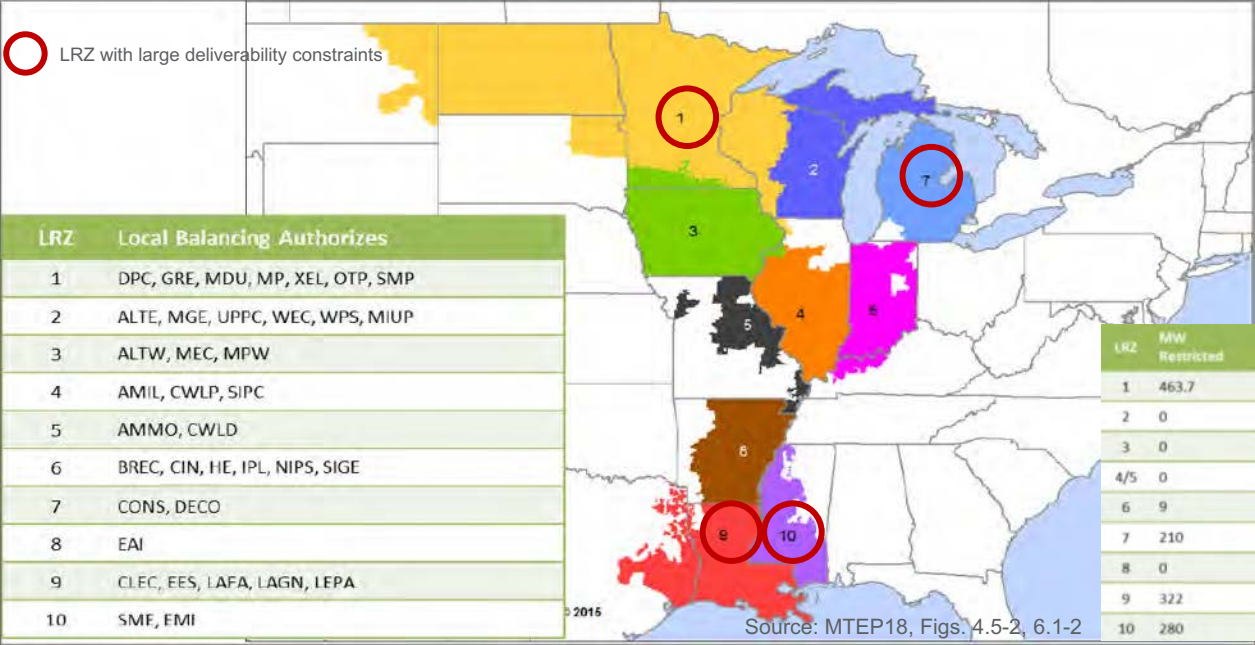 LRZ with large deliverability constraints
1
2
7
3
4
5
6
8
9
10
LRZ Local Balancing Authorizes
1 DPC, GRE, MDU, MP, XEL, OTP, SMP
2 ALTE, MGE, UPPC, WEC, WPS, MIUP
3 ALTW, MEC, MPW
4 AMIL, CWLP, SIPC
5 AMMO, CWLD
6 BREC, CIN, HE, IPL, NIPS, SIGE
7 CONS, DECO
8 EAI
9 CLEC, EES, LAFA, LAGN, LEPA
10 SME, EMI
LRZ MW Restricted
1 463.7
2 0
3 0
4/5 0
6 9
7 210
8 0
9 322
10 280
2015
Source: MTEP18, Figs. 4.5-2, 6.1-2